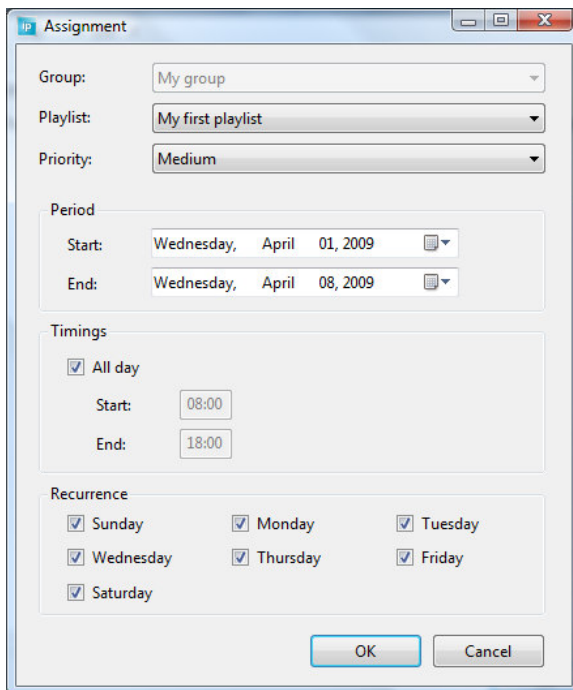 ip Assignment
Group: My group
Playlist: My first playlist
Priority: Medium
Period
Start: Wednesday, April 01, 2009
End: Wednesday, April 08, 2009
Timings
All day
Start: 08:00
End: 18:00
Recurrence
Sunday Monday Tuesday
Wednesday Thursday Friday
Saturday
OK Cancel